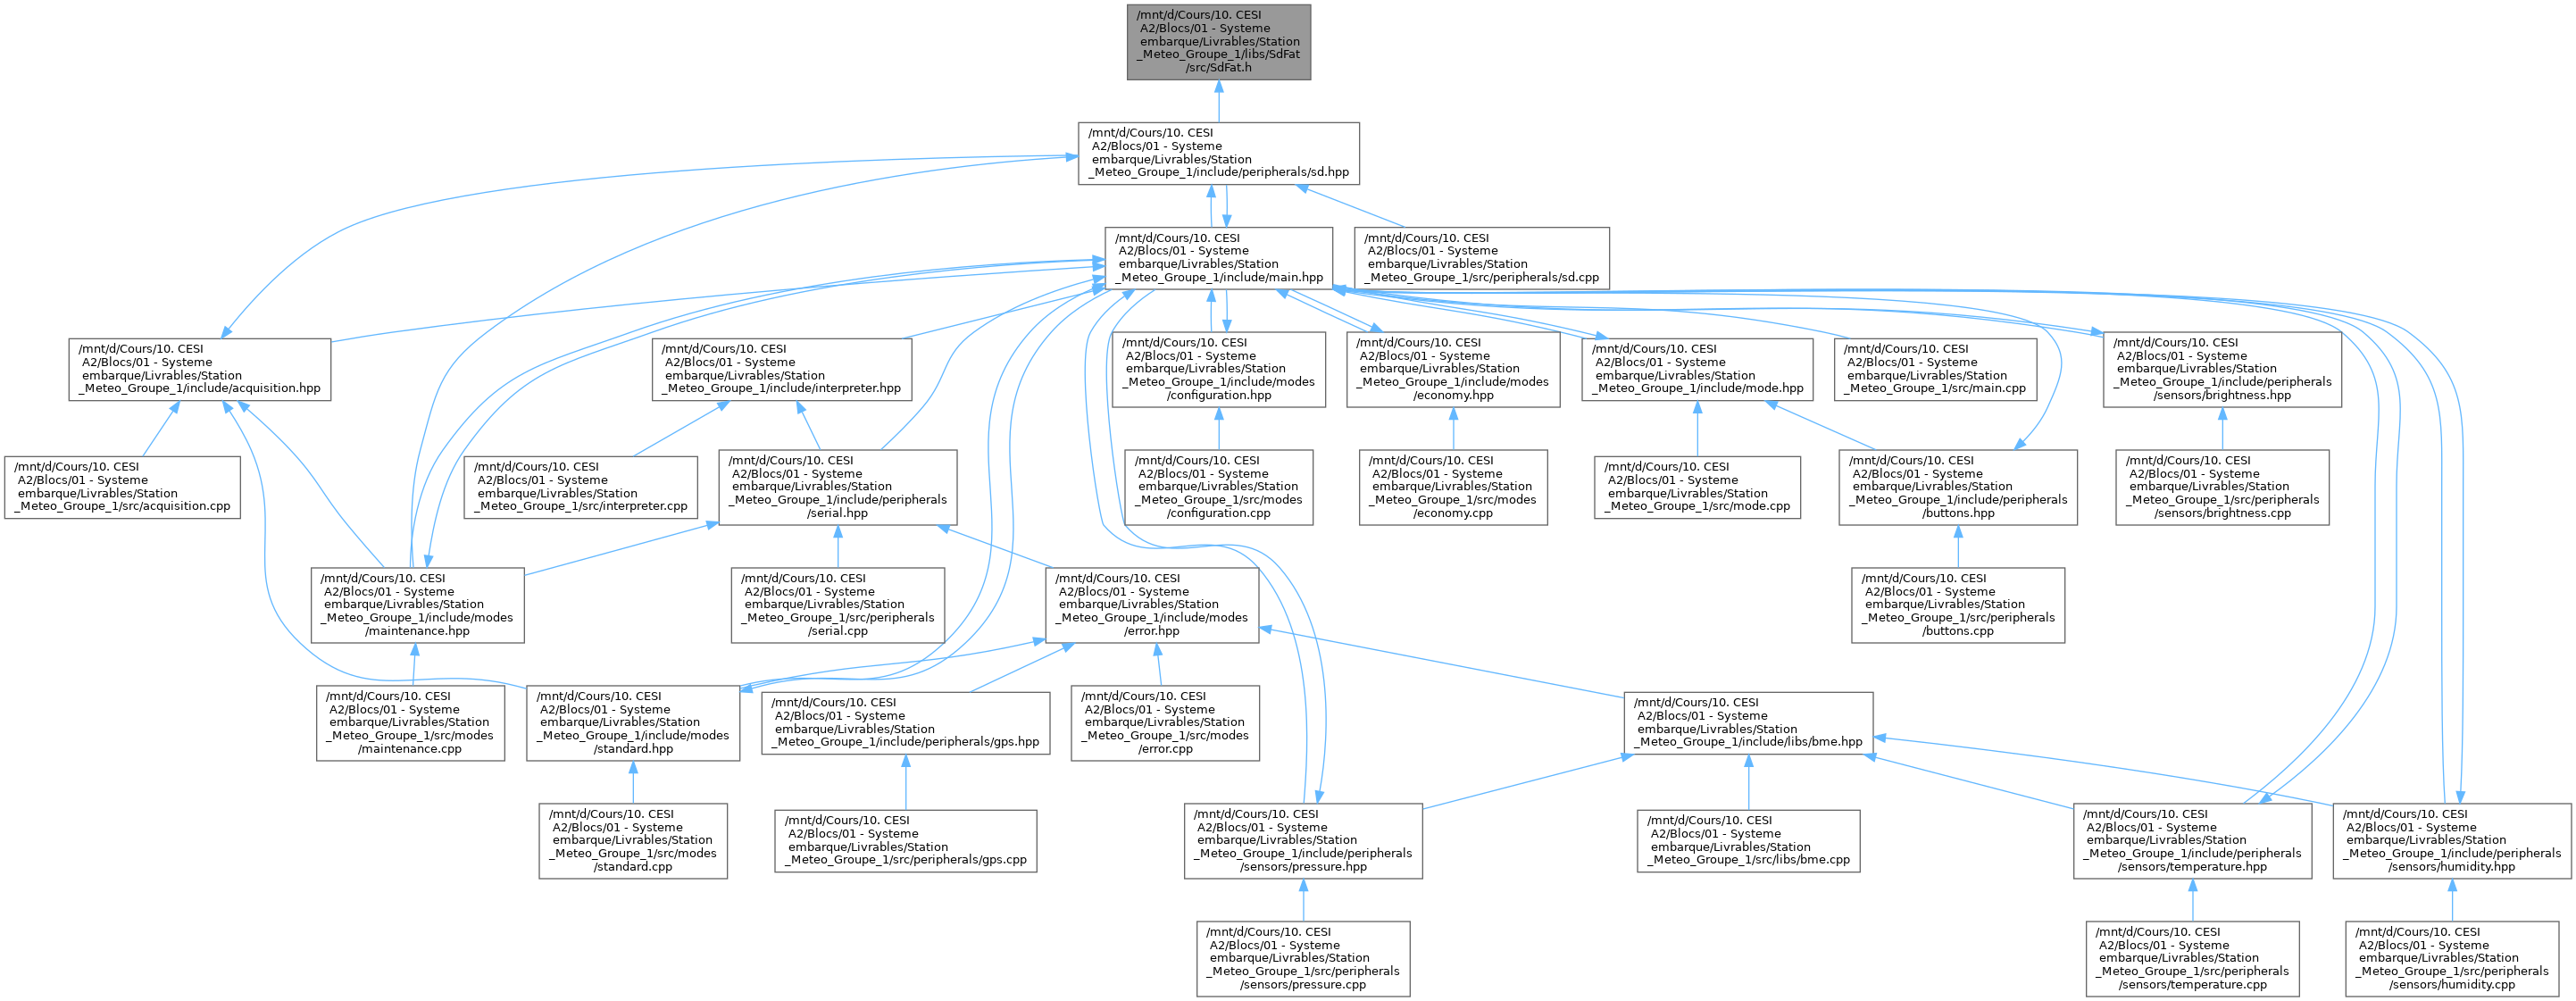 /mnt/d/Cours/10. CESI
A2/Blocs/01 - Systeme
embarque/Livrables/Station
_Meteo_Groupe_1/libs/SdFat
/src/SdFat.h
/mnt/d/Cours/10. CESI
A2/Blocs/01 - Systeme
embarque/Livrables/Station
_Meteo_Groupe_1/include/peripherals/sd.hpp
/mnt/d/Cours/10. CESI
A2/Blocs/01 - Systeme
embarque/Livrables/Station
_Meteo_Groupe_1/include/main.hpp
/mnt/d/Cours/10. CESI
A2/Blocs/01 - Systeme
embarque/Livrables/Station
_Meteo_Groupe_1/src/peripherals/sd.cpp
/mnt/d/Cours/10. CESI
A2/Blocs/01 - Systeme
embarque/Livrables/Station
_Meteo_Groupe_1/include/acquisition.hpp
/mnt/d/Cours/10. CESI
A2/Blocs/01 - Systeme
embarque/Livrables/Station
_Meteo_Groupe_1/include/interpreter.hpp
/mnt/d/Cours/10. CESI
A2/Blocs/01 - Systeme
embarque/Livrables/Station
_Meteo_Groupe_1/include/modes
/configuration.hpp
/mnt/d/Cours/10. CESI
A2/Blocs/01 - Systeme
embarque/Livrables/Station
_Meteo_Groupe_1/include/modes
/economy.hpp
/mnt/d/Cours/10. CESI
A2/Blocs/01 - Systeme
embarque/Livrables/Station
_Meteo_Groupe_1/include/mode.hpp
/mnt/d/Cours/10. CESI
A2/Blocs/01 - Systeme
embarque/Livrables/Station
_Meteo_Groupe_1/src/main.cpp
/mnt/d/Cours/10. CESI
A2/Blocs/01 - Systeme
embarque/Livrables/Station
_Meteo_Groupe_1/include/peripherals
/sensors/brightness.hpp
/mnt/d/Cours/10. CESI
A2/Blocs/01 - Systeme
embarque/Livrables/Station
_Meteo_Groupe_1/src/acquisition.cpp
/mnt/d/Cours/10. CESI
A2/Blocs/01 - Systeme
embarque/Livrables/Station
_Meteo_Groupe_1/src/interpreter.cpp
/mnt/d/Cours/10. CESI
A2/Blocs/01 - Systeme
embarque/Livrables/Station
_Meteo_Groupe_1/include/peripherals
/serial.hpp
/mnt/d/Cours/10. CESI
A2/Blocs/01 - Systeme
embarque/Livrables/Station
_Meteo_Groupe_1/src/modes
/configuration.cpp
/mnt/d/Cours/10. CESI
A2/Blocs/01 - Systeme
embarque/Livrables/Station
_Meteo_Groupe_1/src/modes
/economy.cpp
/mnt/d/Cours/10. CESI
A2/Blocs/01 - Systeme
embarque/Livrables/Station
_Meteo_Groupe_1/src/mode.cpp
/mnt/d/Cours/10. CESI
A2/Blocs/01 - Systeme
embarque/Livrables/Station
_Meteo_Groupe_1/include/peripherals
/buttons.hpp
/mnt/d/Cours/10. CESI
A2/Blocs/01 - Systeme
embarque/Livrables/Station
_Meteo_Groupe_1/src/peripherals
/sensors/brightness.cpp
/mnt/d/Cours/10. CESI
A2/Blocs/01 - Systeme
embarque/Livrables/Station
_Meteo_Groupe_1/include/modes
/maintenance.hpp
/mnt/d/Cours/10. CESI
A2/Blocs/01 - Systeme
embarque/Livrables/Station
_Meteo_Groupe_1/src/peripherals
/serial.cpp
/mnt/d/Cours/10. CESI
A2/Blocs/01 - Systeme
embarque/Livrables/Station
_Meteo_Groupe_1/include/modes
/error.hpp
/mnt/d/Cours/10. CESI
A2/Blocs/01 - Systeme
embarque/Livrables/Station
_Meteo_Groupe_1/src/peripherals
/buttons.cpp
/mnt/d/Cours/10. CESI
A2/Blocs/01 - Systeme
embarque/Livrables/Station
_Meteo_Groupe_1/src/modes
/maintenance.cpp
/mnt/d/Cours/10. CESI
A2/Blocs/01 - Systeme
embarque/Livrables/Station
_Meteo_Groupe_1/include/modes
/standard.hpp
/mnt/d/Cours/10. CESI
A2/Blocs/01 - Systeme
embarque/Livrables/Station
_Meteo_Groupe_1/include/peripherals/gps.hpp
/mnt/d/Cours/10. CESI
A2/Blocs/01 - Systeme
embarque/Livrables/Station
_Meteo_Groupe_1/src/modes
/error.cpp
/mnt/d/Cours/10. CESI
A2/Blocs/01 - Systeme
embarque/Livrables/Station
_Meteo_Groupe_1/include/libs/bme.hpp
/mnt/d/Cours/10. CESI
A2/Blocs/01 - Systeme
embarque/Livrables/Station
_Meteo_Groupe_1/src/modes
/standard.cpp
/mnt/d/Cours/10. CESI
A2/Blocs/01 - Systeme
embarque/Livrables/Station
_Meteo_Groupe_1/src/peripherals/gps.cpp
/mnt/d/Cours/10. CESI
A2/Blocs/01 - Systeme
embarque/Livrables/Station
_Meteo_Groupe_1/include/peripherals
/sensors/pressure.hpp
/mnt/d/Cours/10. CESI
A2/Blocs/01 - Systeme
embarque/Livrables/Station
_Meteo_Groupe_1/src/libs/bme.cpp
/mnt/d/Cours/10. CESI
A2/Blocs/01 - Systeme
embarque/Livrables/Station
_Meteo_Groupe_1/include/peripherals
/sensors/temperature.hpp
/mnt/d/Cours/10. CESI
A2/Blocs/01 - Systeme
embarque/Livrables/Station
_Meteo_Groupe_1/include/peripherals
/sensors/humidity.hpp
/mnt/d/Cours/10. CESI
A2/Blocs/01 - Systeme
embarque/Livrables/Station
_Meteo_Groupe_1/src/peripherals
/sensors/pressure.cpp
/mnt/d/Cours/10. CESI
A2/Blocs/01 - Systeme
embarque/Livrables/Station
_Meteo_Groupe_1/src/peripherals
/sensors/temperature.cpp
/mnt/d/Cours/10. CESI
A2/Blocs/01 - Systeme
embarque/Livrables/Station
_Meteo_Groupe_1/src/peripherals
/sensors/humidity.cpp